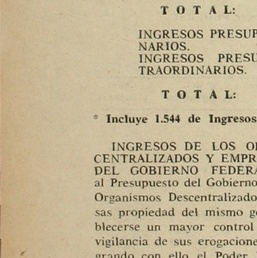 TOTAL:
INGRESOS PRESUP
NARIOS.
INGRESOS PRESU
TRAORDINARIOS.
TOTAL:
* Incluye 1.544 de Ingresos
INGRESOS DE LOS O
CENTRALIZADOS Y EMPR
DEL GOBIERNO FEDERA
al Presupuesto del Gobierno
Organismos Descentralizado
sas propiedad del mismo g
blecerse un mayor control
vigilancia de sus erogacione
grando con ello el Poder